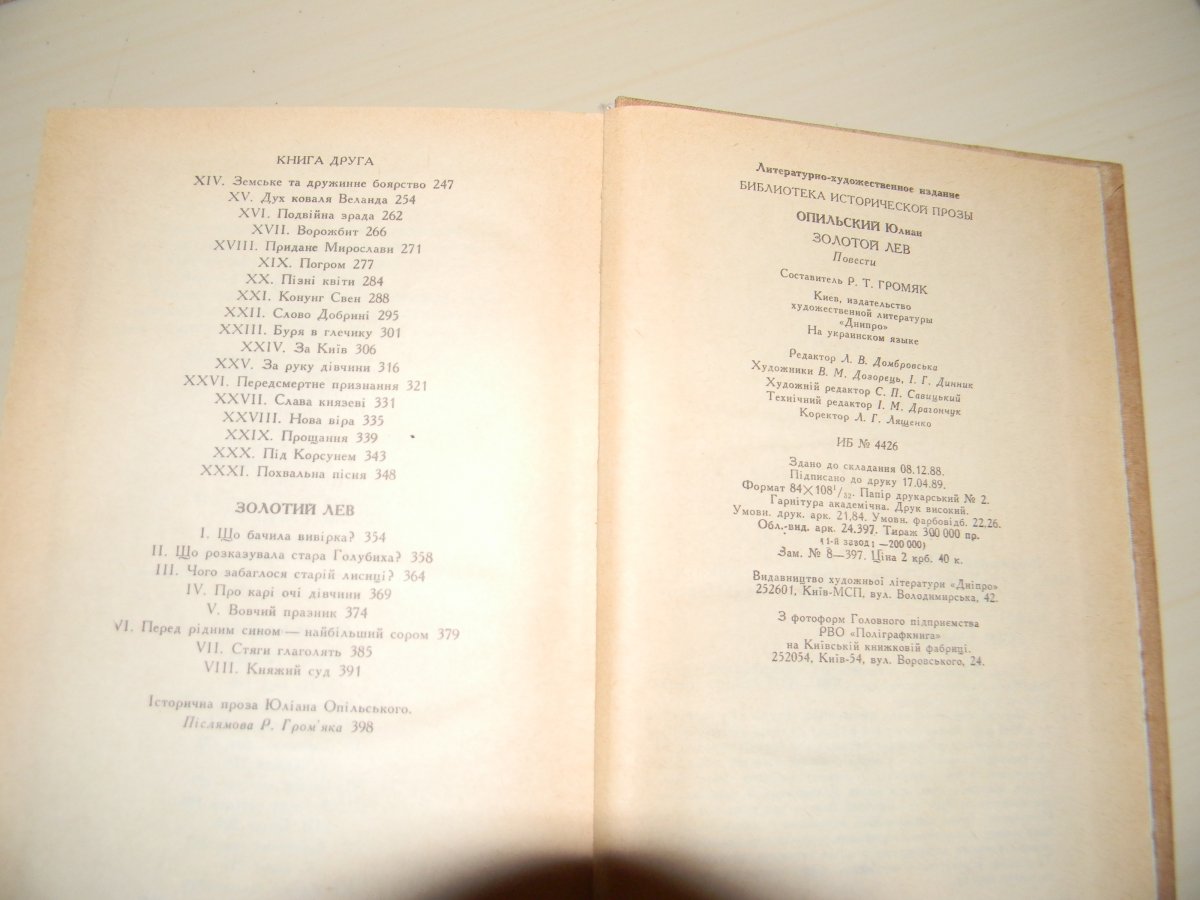 КНИГА ДРУГА
XIV. Земське та дружинне боярство 247
XV. Дух коваля Веланда 254
XVI. Подвійна зрада 262
XVII. Ворожбит 266
XVIII. Придане Мирослави 271
XIX. Погром 277
XX. Пізні квіти 284
XXI. Конунг Свен 288
XXII. Слово Добрині 295
XXIII. Буря в глечику 301
XXIV. За Київ 306
XXV. За руку дівчини 316
XXVI. Передсмертне признання 321
XXVII. Слава князеві 331
XXVIII. Нова віра 335
XXIX. Прощання 339
XXX. Під Корсунем 343
XXXI. Похвальна пісня 348
ЗОЛОТИЙ ЛЕВ
I. Що бачила вивірка? 354
II. Що розказувала стара Голубиха? 358
III. Чого забаглося старій лисиці? 364
IV. Про карі очі дівчини 369
V. Вовчий празник 374
VI. Перед рідним сином — найбільший сором 379
VII. Стяги глаголять 385
VIII. Княжий суд 391
Історична проза Юліана Опільського.
Післямова Р. Гром'яка 398
Литературно-художественное издание
БИБЛИОТЕКА ИСТОРИЧЕСКОЙ ПРОЗЫ
ОПИЛЬСКИЙ Юлиан
ЗОЛОТОЙ ЛЕВ
Повести
Составитель Р. Т. ГРОМЯК
Киев, издательство
художественной литературы
«Днипро»
На украинском языке
Редактор Л. В. Домбровська
Художники В. М. Дозорець, І. Г. Динник
Художній редактор С. П. Савицький
Технічний редактор І. М. Драгончук
Коректор Л. Г. Лященко
ИБ № 4426
Здано до складання 08.12.88.
Підписано до друку 17.04.89.
Формат 84×108¹/₃₂. Папір друкарський № 2.
Гарнітура академічна. Друк високий.
Умовн. друк. арк. 21,84. Умовн. фарбовідб. 22,26.
Обл.-вид. арк. 24.397. Тираж 300 000 пр.
(1-й завод 1—200 000)
Зам. № 8—397. Ціна 2 крб. 40 к.
Видавництво художньої літератури «Дніпро»
252601, Київ-МСП, вул. Володимирська, 42.
З фотоформ Головного підприємства
РВО «Поліграфкнига»
на Київській книжковій фабриці.
252054, Київ-54, вул. Воровського, 24.